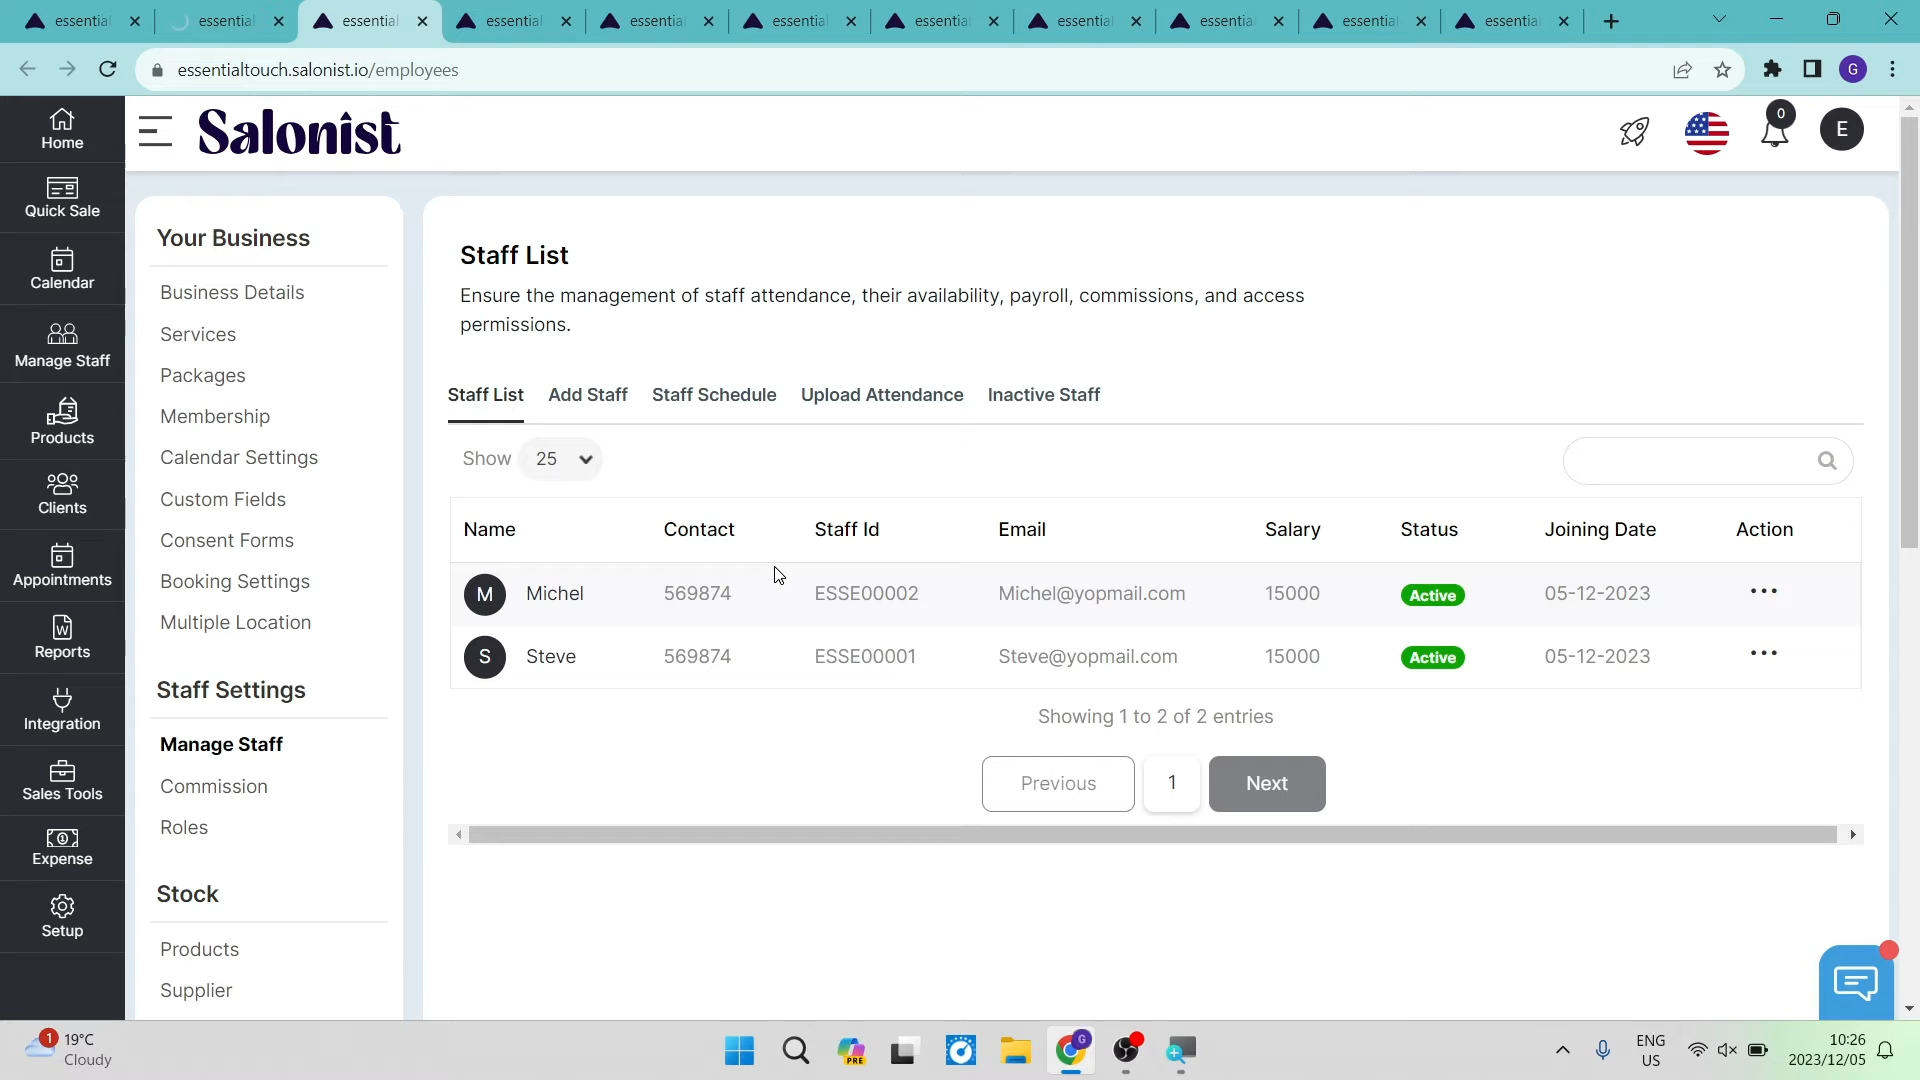 essential
essential
essential
essential
essential
essential
essential
essential
essential
essential
essential
essentialtouch.salonist.io/employees
G
Home
Quick Sale
Calendar
Manage Staff
Products
Clients
Appointments
Reports
Integration
Sales Tools
Expense
Setup
Salonist
0
E
Your Business
Business Details
Services
Packages
Membership
Calendar Settings
Custom Fields
Consent Forms
Booking Settings
Multiple Location
Staff Settings
Manage Staff
Commission
Roles
Stock
Products
Supplier
Staff List
Ensure the management of staff attendance, their availability, payroll, commissions, and access
permissions.
Staff List Add Staff Staff Schedule Upload Attendance Inactive Staff
Show 25
Name Contact Staff Id Email Salary Status Joining Date Action
M Michel 569874 ESSE00002 Michel@yopmail.com 15000 Active 05-12-2023
S Steve 569874 ESSE00001 Steve@yopmail.com 15000 Active 05-12-2023
Showing 1 to 2 of 2 entries
Previous 1 Next
1 19°C
Cloudy
PRE
G
ENG
US
10:26
2023/12/05